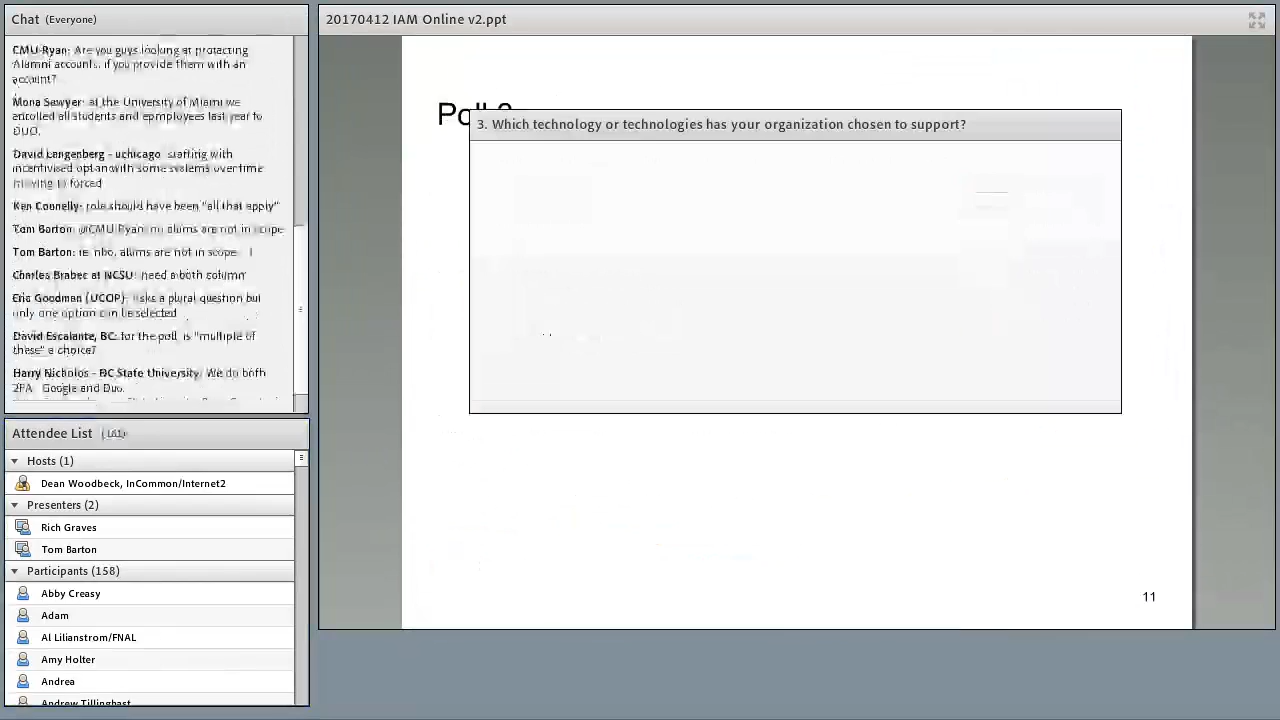 Chat (Everyone)
CMU Ryan: Are you guys looking at protecting
Alumni accounts, if you provide them with an
account?
Mona Sawyer: at the University of Miami we
enrolled all students and epmployees last year to
DUO.
David Langenberg - uchicago: starting with
incentivised opt
with some systems over time
moving to forced
Ken Connelly: role should have been "all that apply"
Tom Barton: @CMU Ryan: no alums are not in scope
Tom Barton: ie nbo, allums are not in scope
Charles Brabec at NCSU: need a both column
Eric Goodman (UCOP): asks a plural question but
only one option can be selected
David Escalante, BC: for the poll, is "multiple of
these" a choice?
Harry Nicholos - NC State University: We do both
2FA Google and Duo.
Attendee List (161)
Hosts (1)
Dean Woodbeck, InCommon/Internet2
Presenters (2)
Rich Graves
Tom Barton
Participants (158)
Abby Creasy
Adam
Al Lilianstrom/FNAL
Amy Holter
Andrea
Andrew Tillinghast
20170412 IAM Online v2.ppt
3. Which technology or technologies has your organization chosen to support?
11